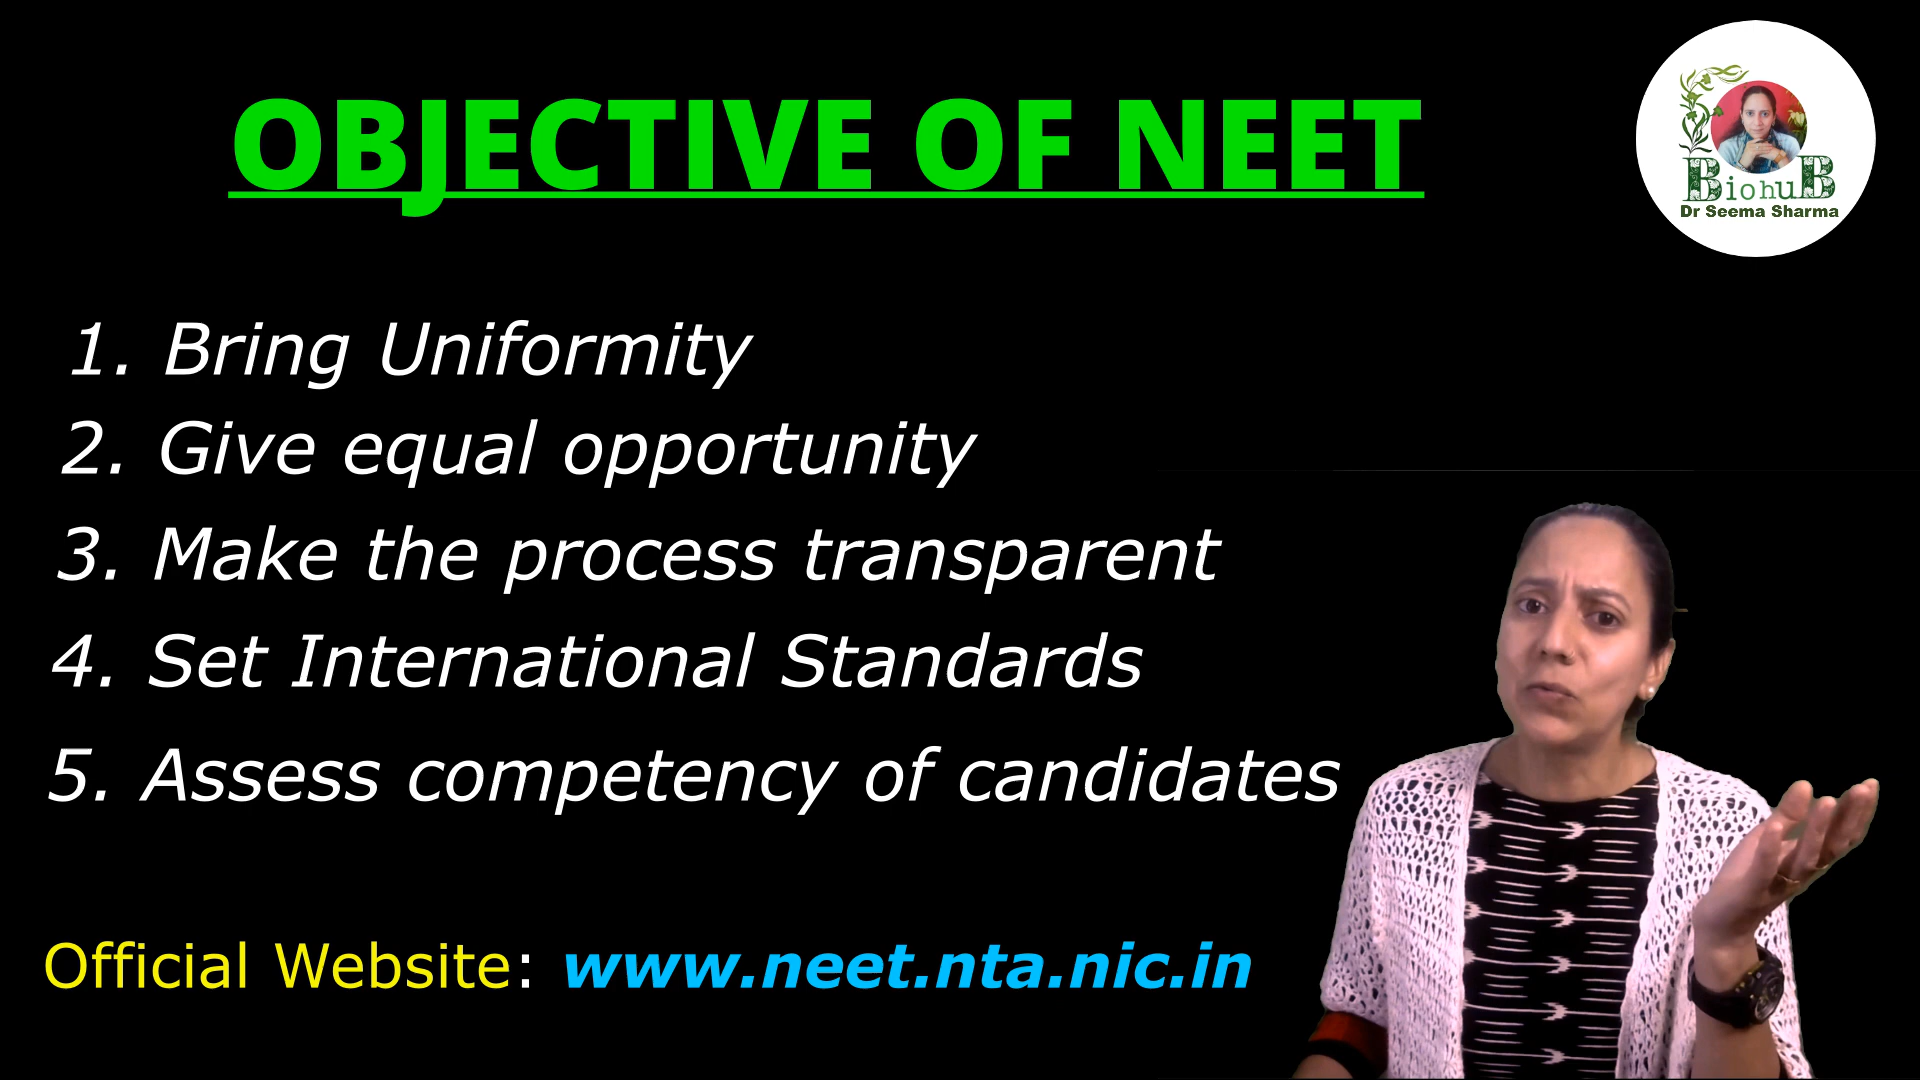 OBJECTIVE OF NEET
BiohuB
Dr Seema Sharma
1. Bring Uniformity
2. Give equal opportunity
3. Make the process transparent
4. Set International Standards
5. Assess competency of candidates
Official Website: www.neet.nta.nic.in